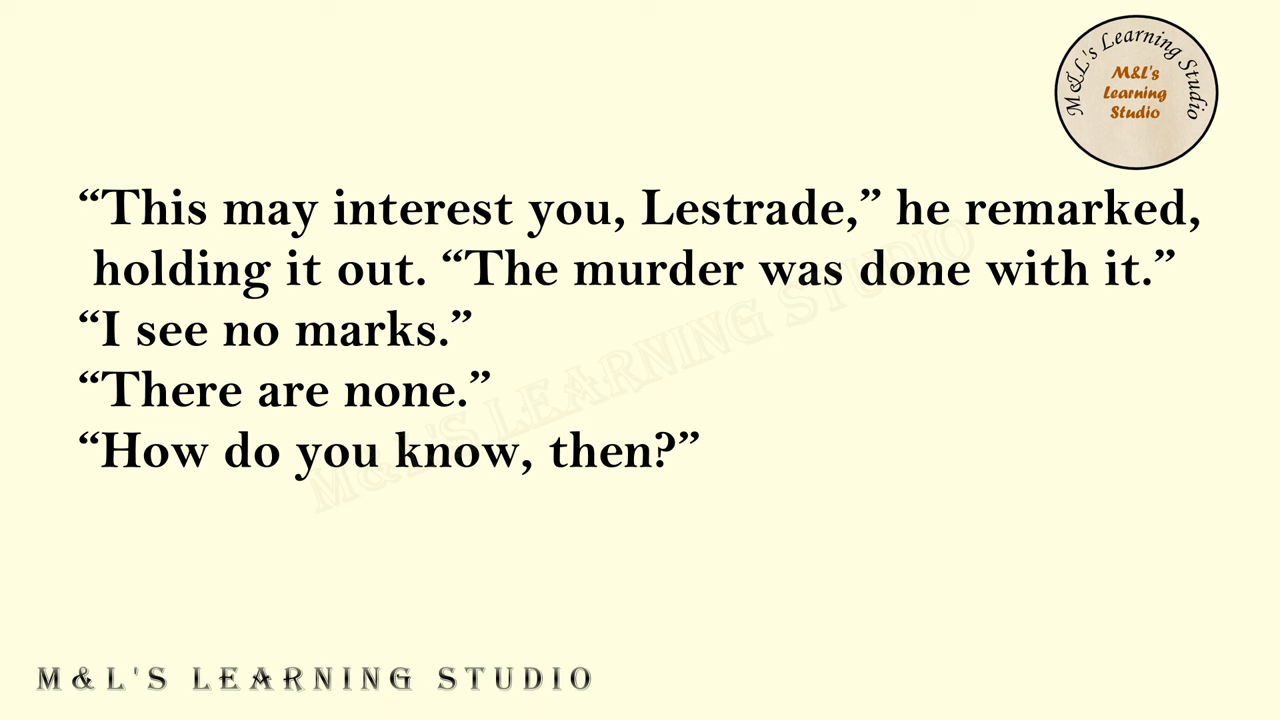 M&L's Learning Studio
M&L's
Learning
Studio
“This may interest you, Lestrade,” he remarked,
holding it out. “The murder was done with it.”
“I see no marks.”
“There are none.”
“How do you know, then?”
M&L'S LEARNING STUDIO
M&L'S LEARNING STUDIO